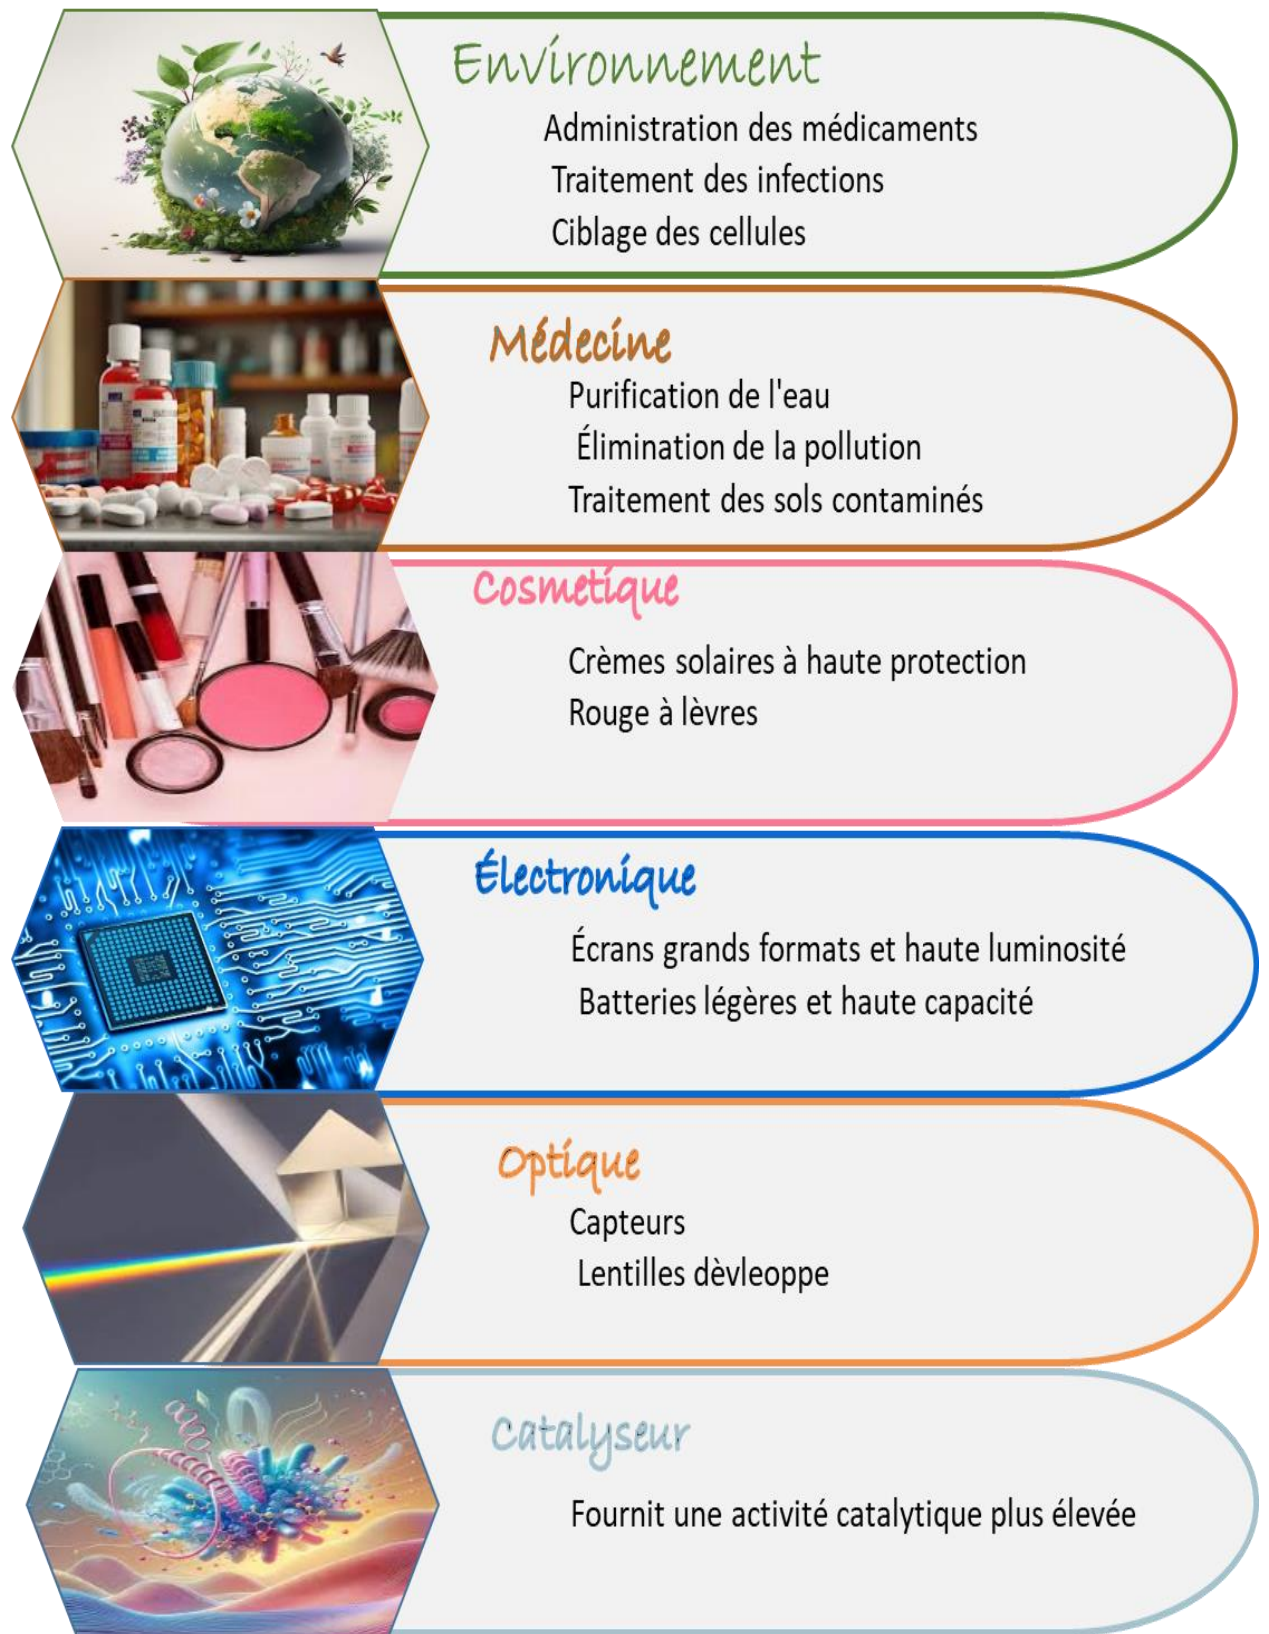 Environnement
Administration des médicaments
Traitement des infections
Ciblage des cellules
Médecine
Purification de l'eau
Élimination de la pollution
Traitement des sols contaminés
Cosmetique
Crèmes solaires à haute protection
Rouge à lèvres
Électronique
Écrans grands formats et haute luminosité
Batteries légères et haute capacité
Optique
Capteurs
Lentilles dèvleoppe
Catalyseur
Fournit une activité catalytique plus élevée